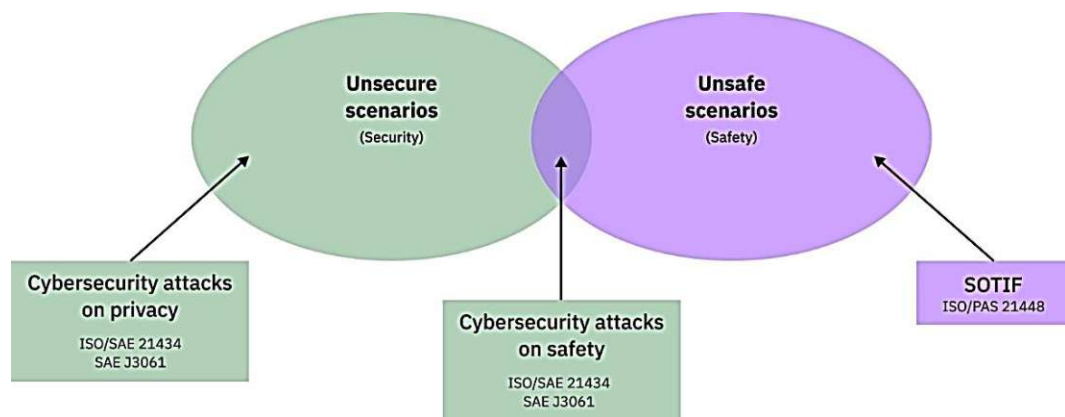 Unsecure
scenarios
(Security)
Unsafe
scenarios
(Safety)
Cybersecurity attacks
on privacy
ISO/SAE 21434
SAE J3061
Cybersecurity attacks
on safety
ISO/SAE 21434
SAE J3061
SOTIF
ISO/PAS 21448